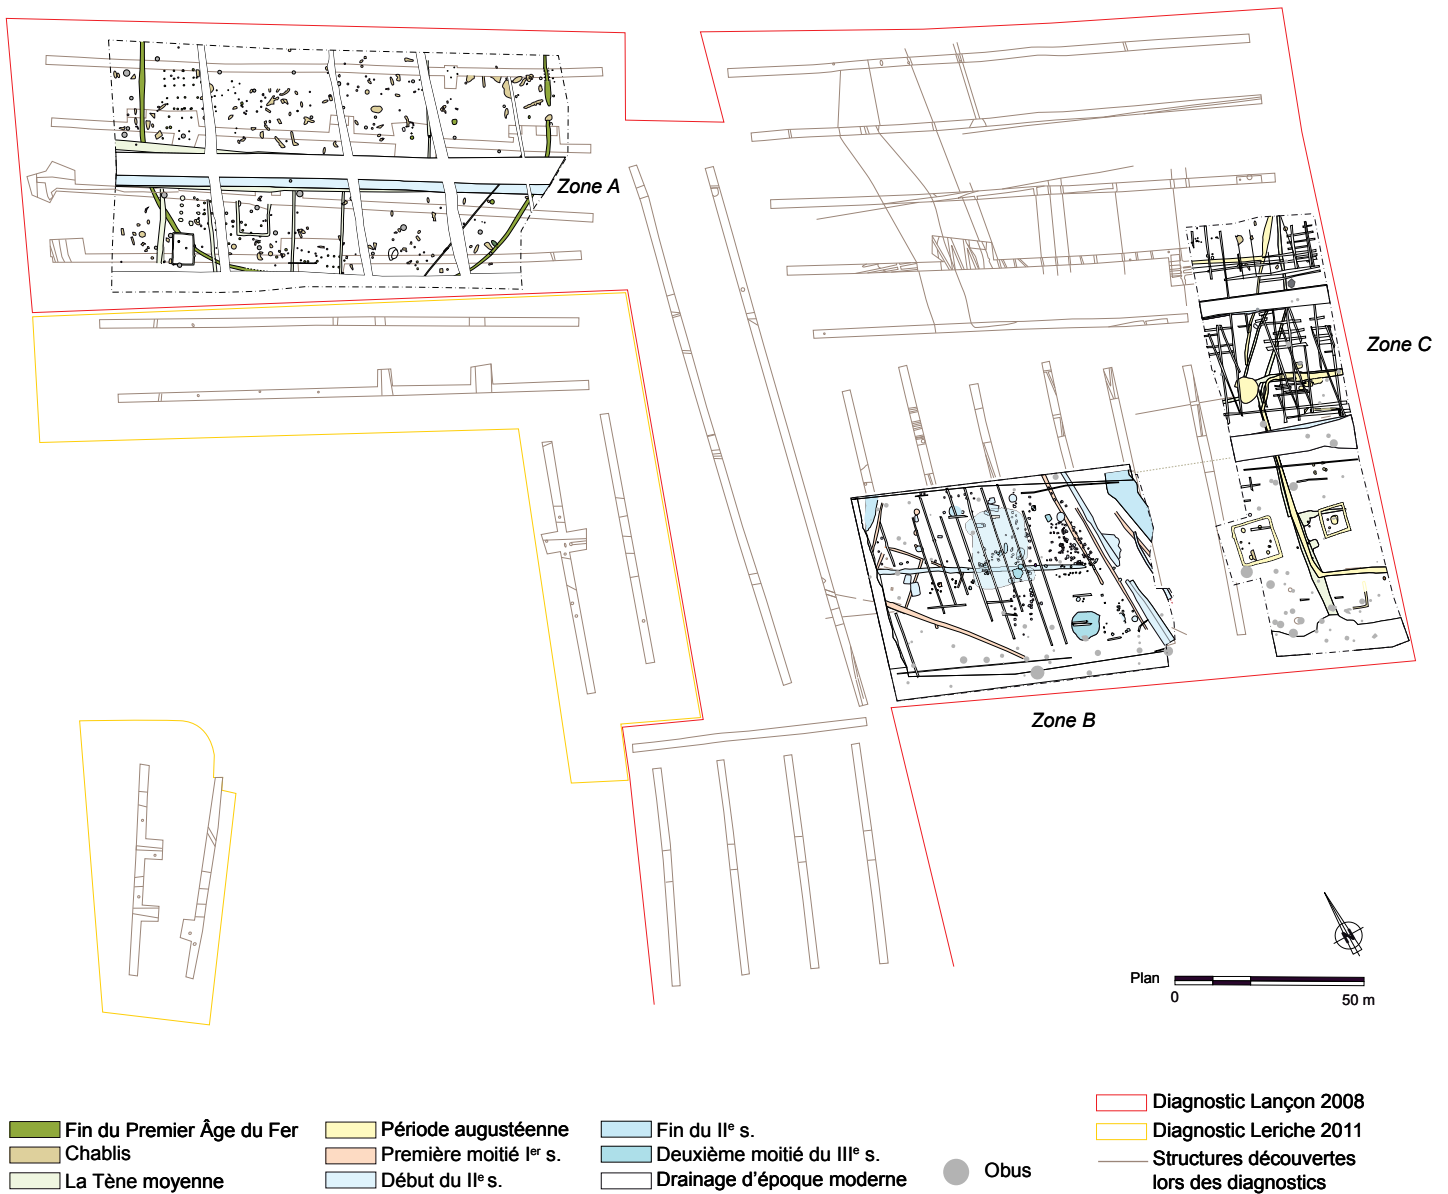 Zone A
Zone C
Zone B
Plan
0
50 m
Fin du Premier Âge du Fer
Chablis
La Tène moyenne
Période augustéenne
Première moitié Iᵉʳ s.
Début du IIᵉ s.
Fin du IIᵉ s.
Deuxième moitié du IIIᵉ s.
Drainage d'époque moderne
Obus
Diagnostic Lançon 2008
Diagnostic Leriche 2011
Structures découvertes
lors des diagnostics